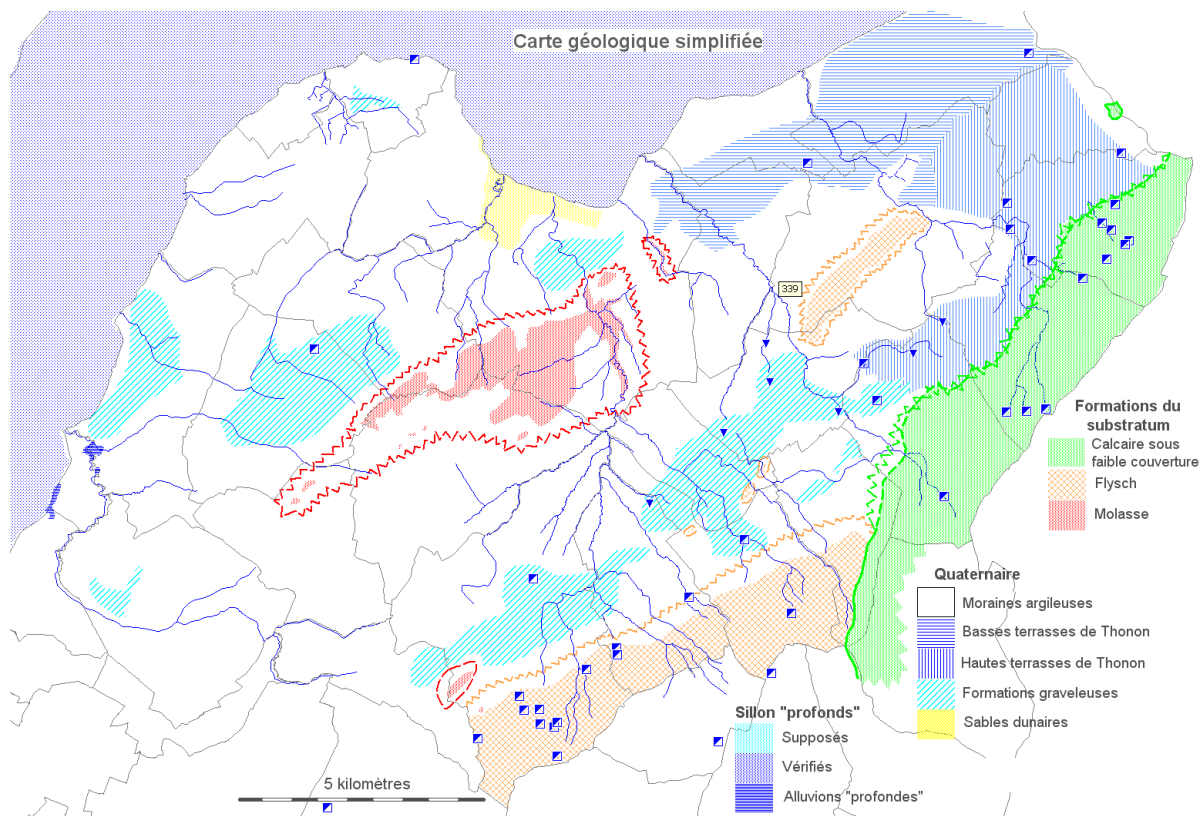 Carte géologique simplifiée
339
Formations du
substratum
Calcaire sous
faible couverture
Flysch
Molasse
Quaternaire
Moraines argileuses
Basses terrasses de Thonon
Hautes terrasses de Thonon
Formations graveleuses
Sables dunaires
Sillon "profonds"
Supposés
Vérifiés
Alluvions "profondes"
5 kilomètres